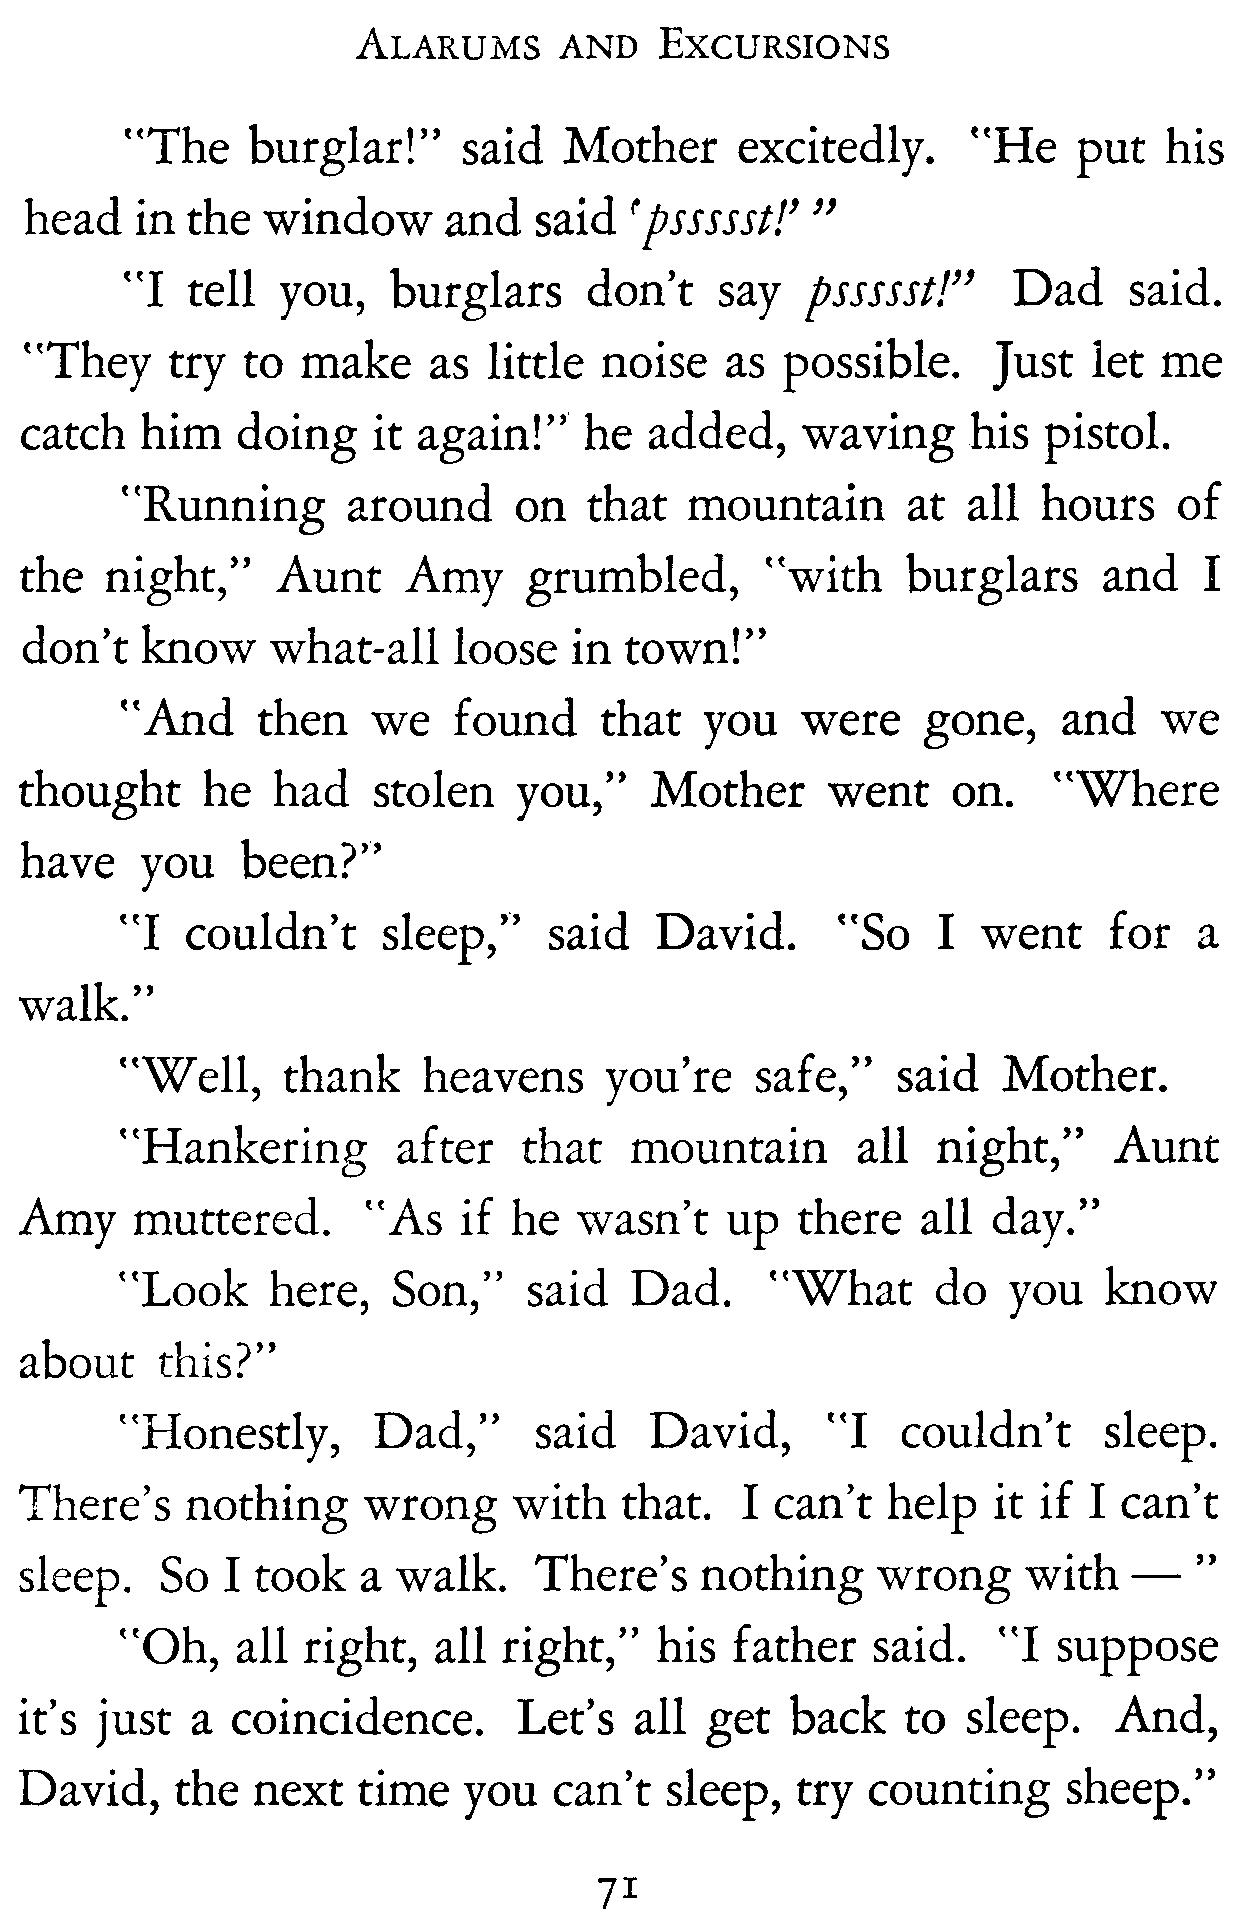 ALARUMS AND EXCURSIONS
"The burglar!" said Mother excitedly. "He put his
head in the window and said 'pssssst!' "
"I tell you, burglars don't say pssssst!" Dad said.
"They try to make as little noise as possible. Just let me
catch him doing it again!" he added, waving his pistol.
"Running around on that mountain at all hours of
the night," Aunt Amy grumbled, "with burglars and I
don't know what-all loose in town!"
"And then we found that you were gone, and we
thought he had stolen you," Mother went on. "Where
have you been?"
"I couldn't sleep," said David. "So I went for a
walk."
"Well, thank heavens you're safe," said Mother.
"Hankering after that mountain all night," Aunt
Amy muttered. "As if he wasn't up there all day."
"Look here, Son," said Dad. "What do you know
about this?"
"Honestly, Dad," said David, "I couldn't sleep.
There's nothing wrong with that. I can't help it if I can't
sleep. So I took a walk. There's nothing wrong with — "
"Oh, all right, all right," his father said. "I suppose
it's just a coincidence. Let's all get back to sleep. And,
David, the next time you can't sleep, try counting sheep."
71